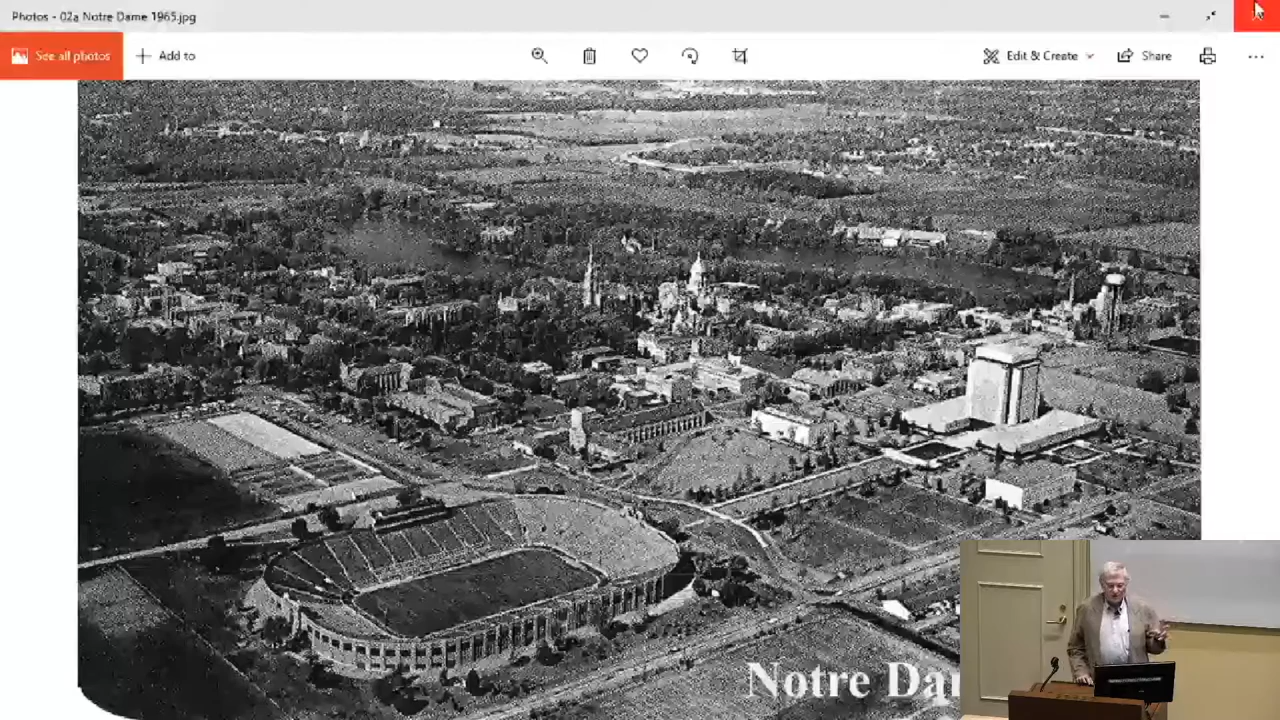 Photos - 02a Notre Dame 1965.jpg
See all photos
Add to
Edit & Create
Share
Notre Da